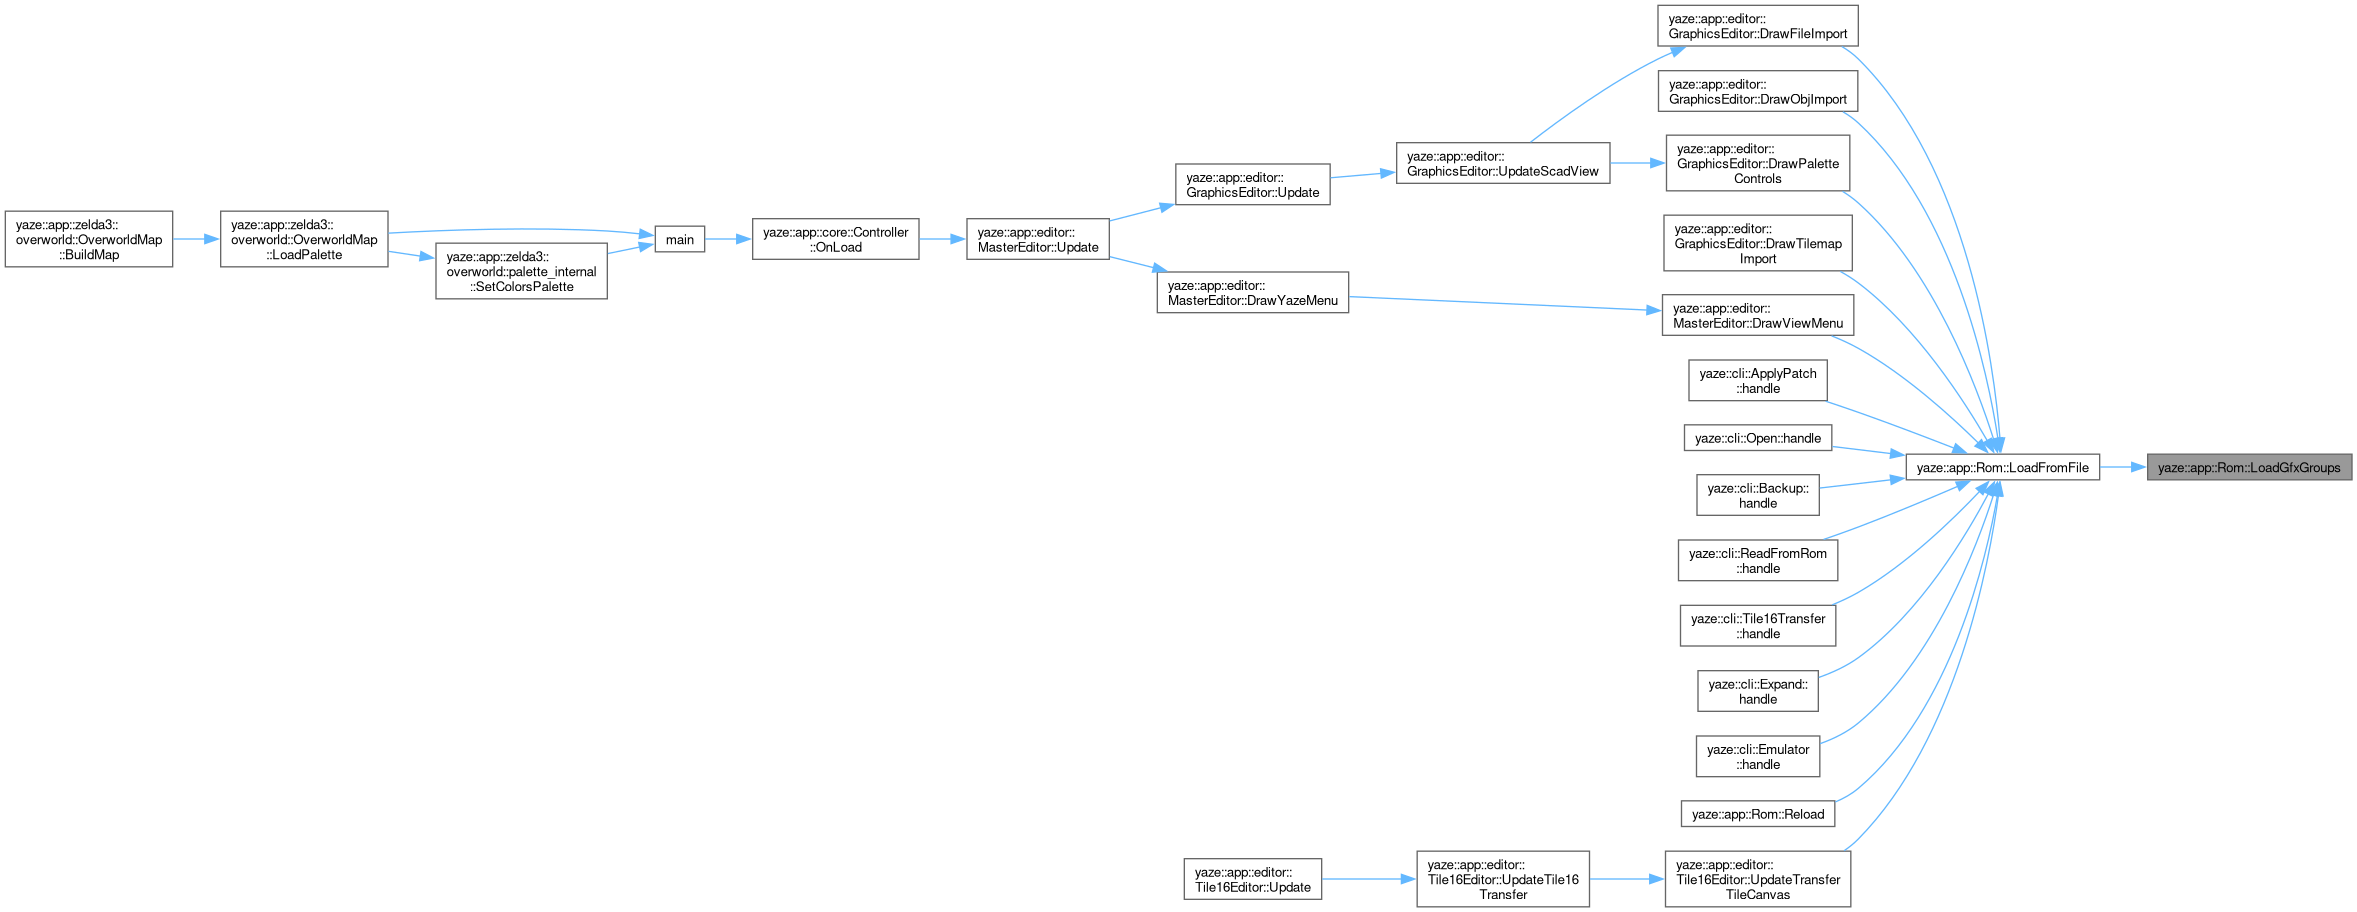 yaze::app::editor::
GraphicsEditor::DrawFileImport
yaze::app::editor::
GraphicsEditor::DrawObjImport
yaze::app::editor::
GraphicsEditor::DrawPalette
Controls
yaze::app::editor::
GraphicsEditor::UpdateScadView
yaze::app::editor::
GraphicsEditor::Update
yaze::app::zelda3::
overworld::OverworldMap
::BuildMap
yaze::app::zelda3::
overworld::OverworldMap
::LoadPalette
yaze::app::zelda3::
overworld::palette_internal
::SetColorsPalette
main
yaze::app::core::Controller
::OnLoad
yaze::app::editor::
MasterEditor::Update
yaze::app::editor::
MasterEditor::DrawYazeMenu
yaze::app::editor::
GraphicsEditor::DrawTilemap
Import
yaze::app::editor::
MasterEditor::DrawViewMenu
yaze::cli::ApplyPatch
::handle
yaze::cli::Open::handle
yaze::app::Rom::LoadFromFile
yaze::app::Rom::LoadGfxGroups
yaze::cli::Backup::
handle
yaze::cli::ReadFromRom
::handle
yaze::cli::Tile16Transfer
::handle
yaze::cli::Expand::
handle
yaze::cli::Emulator
::handle
yaze::app::Rom::Reload
yaze::app::editor::
Tile16Editor::Update
yaze::app::editor::
Tile16Editor::UpdateTile16
Transfer
yaze::app::editor::
Tile16Editor::UpdateTransfer
TileCanvas